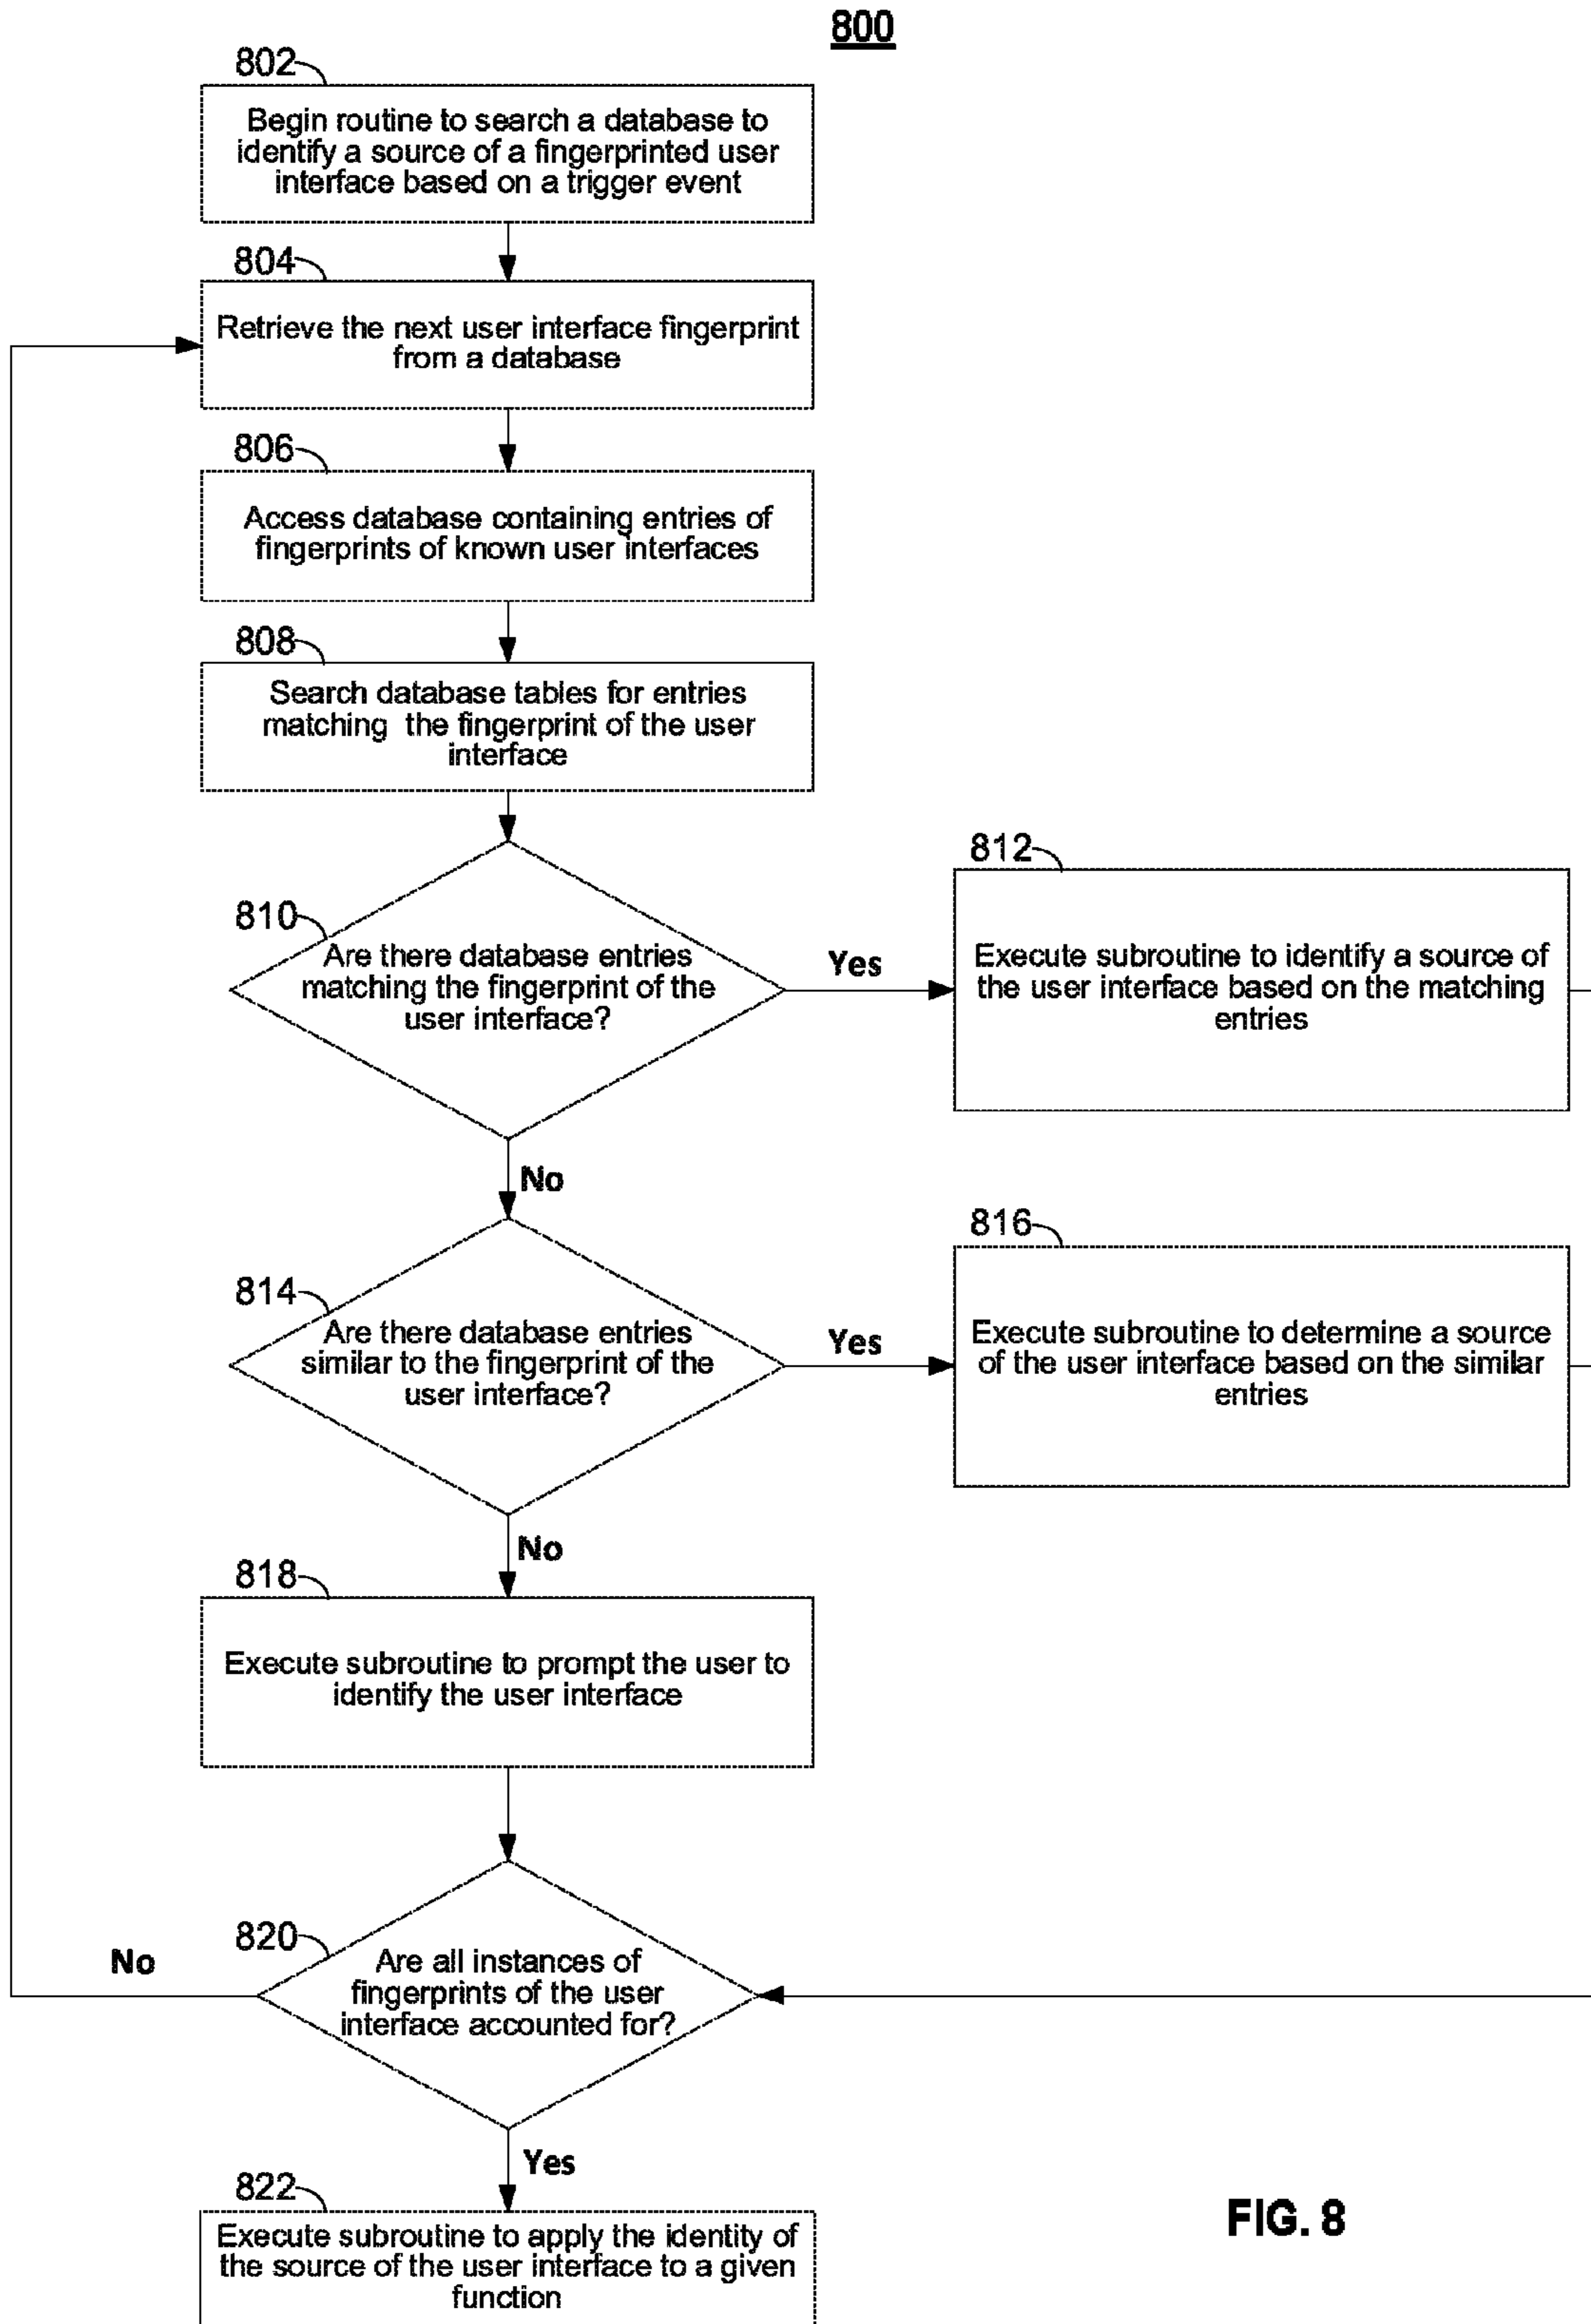 800
802
Begin routine to search a database to
identify a source of a fingerprinted user
interface based on a trigger event
804
Retrieve the next user interface fingerprint
from a database
806
Access database containing entries of
fingerprints of known user interfaces
808
Search database tables for entries
matching the fingerprint of the user
interface
810
Are there database entries
matching the fingerprint of the
user interface?
Yes
812
Execute subroutine to identify a source of
the user interface based on the matching
entries
No
814
Are there database entries
similar to the fingerprint of the
user interface?
Yes
816
Execute subroutine to determine a source
of the user interface based on the similar
entries
No
818
Execute subroutine to prompt the user to
identify the user interface
820
Are all instances of
fingerprints of the user
interface accounted for?
No
Yes
822
Execute subroutine to apply the identity of
the source of the user interface to a given
function
FIG. 8